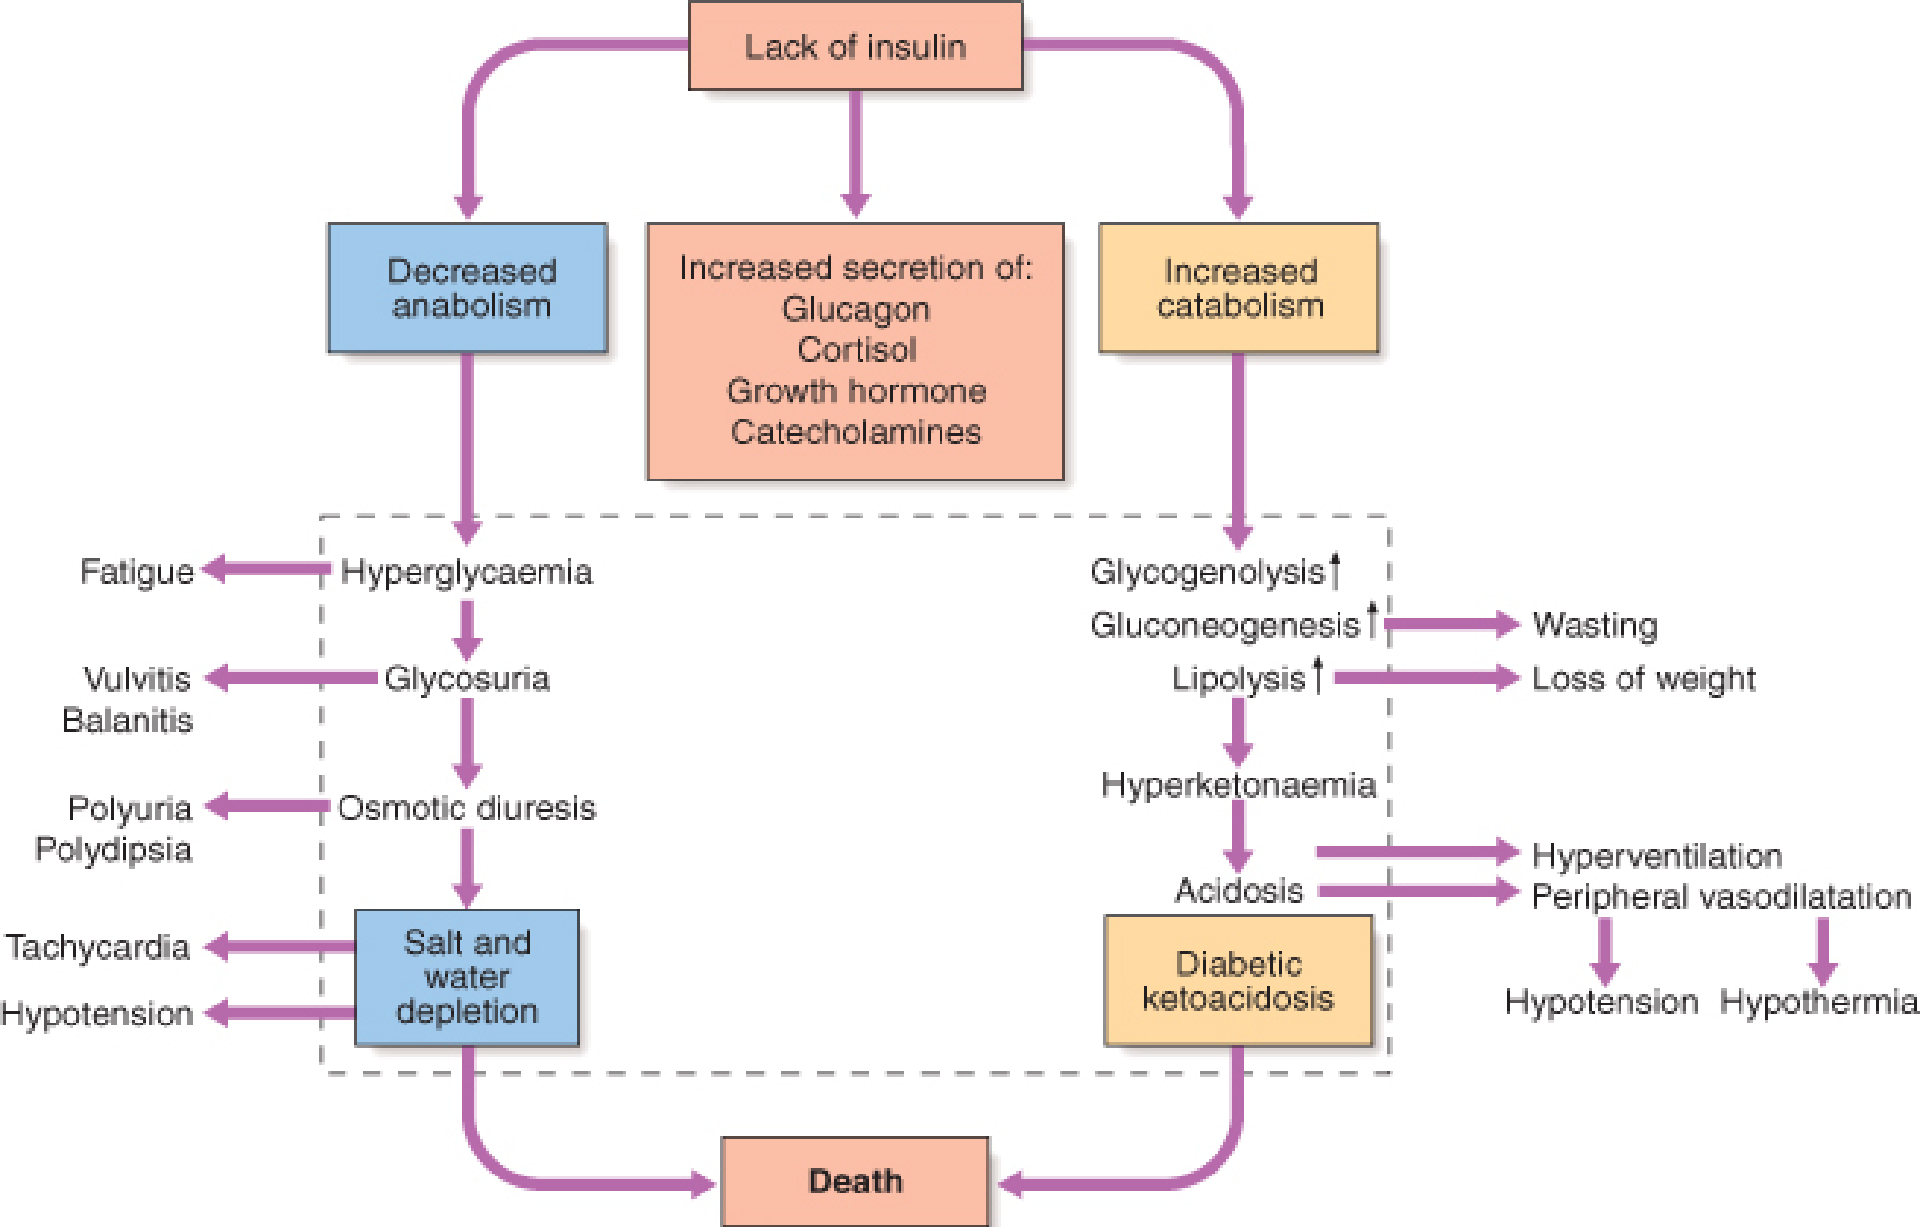 Lack of insulin
Decreased
anabolism
Increased secretion of:
Glucagon
Cortisol
Growth hormone
Catecholamines
Increased
catabolism
Fatigue
Hyperglycaemia
Vulvitis
Balanitis
Glycosuria
Polyuria
Polydipsia
Osmotic diuresis
Tachycardia
Hypotension
Salt and
water
depletion
Glycogenolysis↑
Gluconeogenesis↑
Wasting
Lipolysis↑
Loss of weight
Hyperketonaemia
Acidosis
Hyperventilation
Peripheral vasodilatation
Hypotension
Hypothermia
Diabetic
ketoacidosis
Death